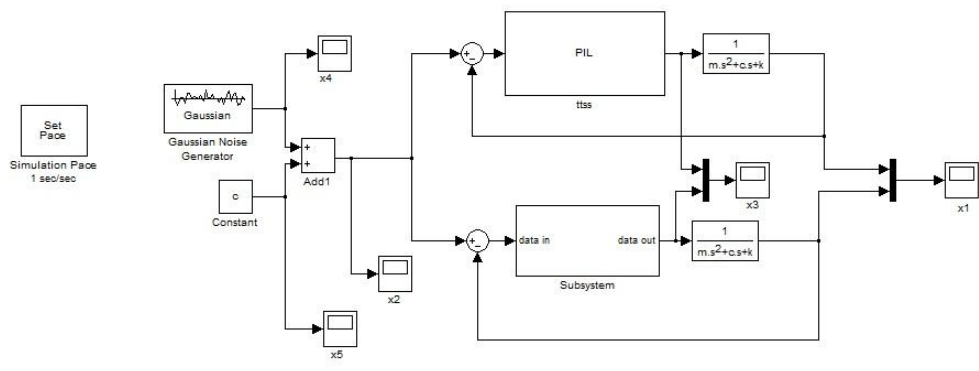 Set
Pace
Simulation Pace
1 sec/sec
Gaussian
Gaussian Noise
Generator
c
Constant
x4
+
+
Add1
x2
x5
+
−
PIL
ttss
1
m.s²+c.s+k
x3
+
−
data in
data out
Subsystem
1
m.s²+c.s+k
x1